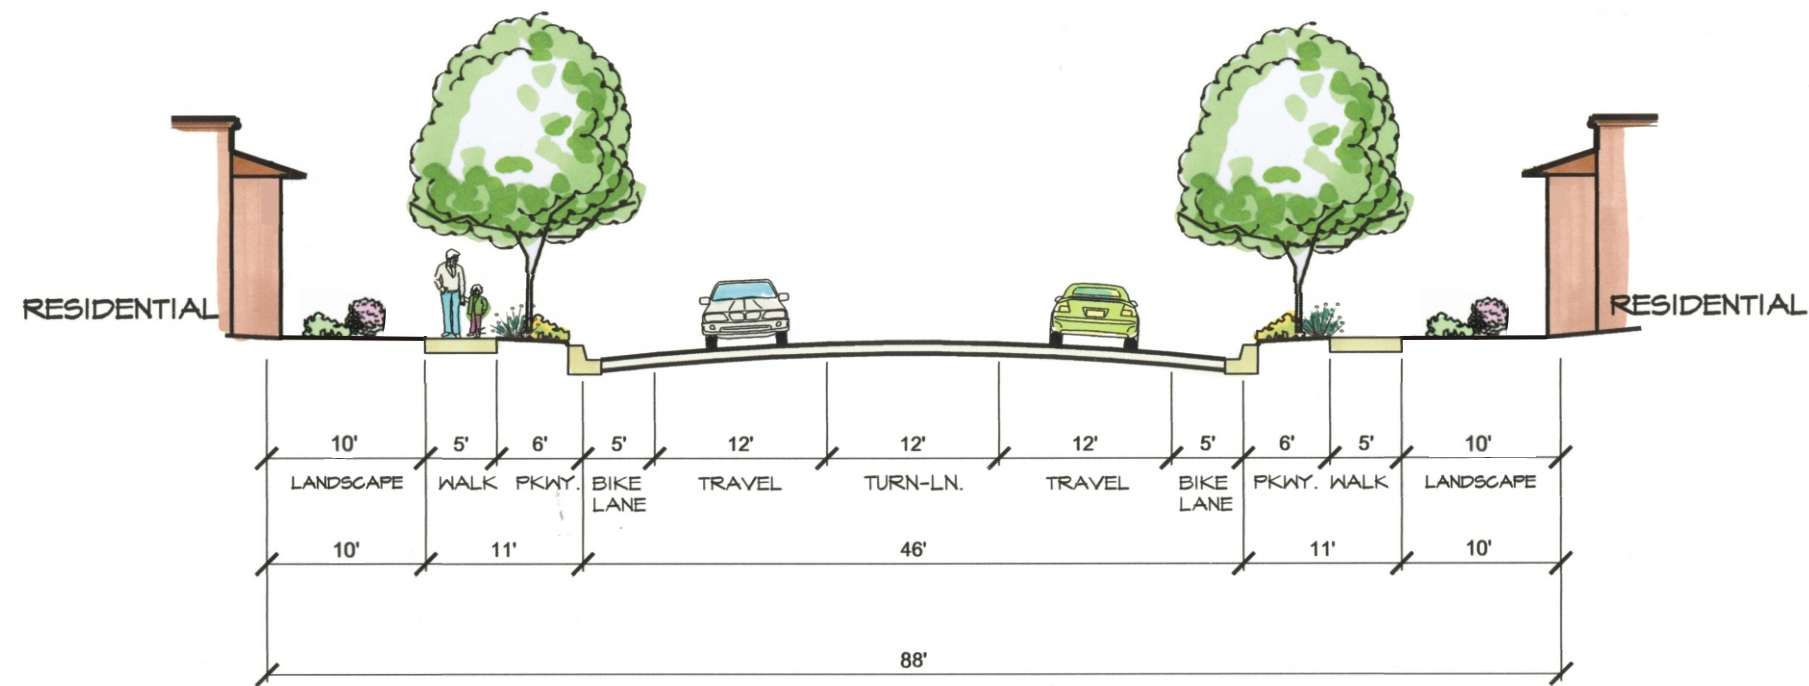 RESIDENTIAL
RESIDENTIAL
10' 5' 6' 5' 12' 12' 12' 5' 6' 5' 10'
LANDSCAPE WALK PKWY. BIKE LANE TRAVEL TURN-LN. TRAVEL BIKE LANE PKWY. WALK LANDSCAPE
10' 11' 46' 11' 10'
88'